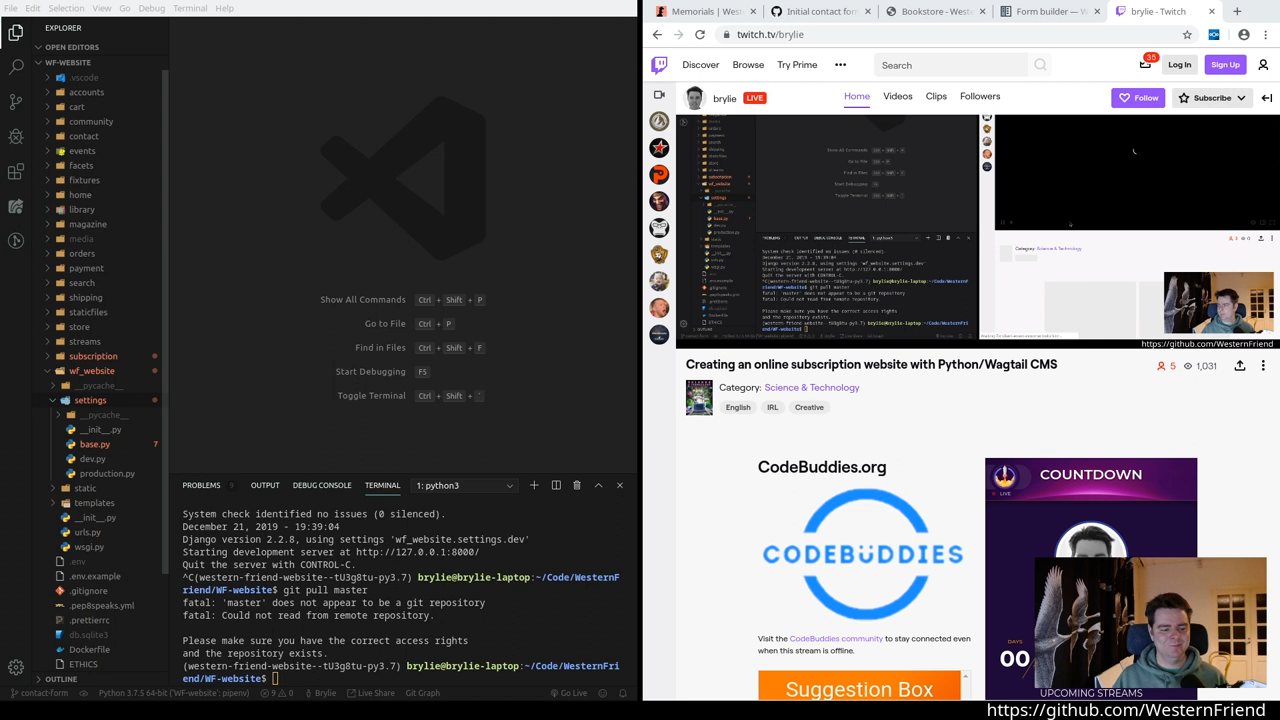 File Edit Selection View Go Debug Terminal Help
EXPLORER
OPEN EDITORS
WF-WEBSITE
.vscode
accounts
cart
community
contact
events
facets
fixtures
home
library
magazine
media
orders
payment
search
shipping
staticfiles
store
streams
subscription
wf_website
__pycache__
settings
__pycache__
__init__.py
base.py 7
dev.py
production.py
static
templates
__init__.py
urls.py
wsgi.py
.env
.env.example
.gitignore
.pep8speaks.yml
.prettierrc
db.sqlite3
Dockerfile
ETHICS
OUTLINE
Show All Commands Ctrl + Shift + P
Go to File Ctrl + P
Find in Files Ctrl + Shift + F
Start Debugging F5
Toggle Terminal Ctrl + Shift + `
PROBLEMS 9 OUTPUT DEBUG CONSOLE TERMINAL 1: python3
System check identified no issues (0 silenced).
December 21, 2019 - 19:39:04
Django version 2.2.8, using settings 'wf_website.settings.dev'
Starting development server at http://127.0.0.1:8000/
Quit the server with CONTROL-C.
^C(western-friend-website--tU3g8tu-py3.7) brylie@brylie-laptop:~/Code/WesternF
riend/WF-website$ git pull master
fatal: 'master' does not appear to be a git repository
fatal: Could not read from remote repository.
Please make sure you have the correct access rights
and the repository exists.
(western-friend-website--tU3g8tu-py3.7) brylie@brylie-laptop:~/Code/WesternFri
end/WF-website$
contact-form Python 3.7.5 64-bit ('WF-website': pipenv) 9 0 Brylie Live Share Git Graph Go Live
Memorials | West Initial contact for Bookstore - Weste Form builder — W brylie - Twitch
twitch.tv/brylie
Discover Browse Try Prime Search 35 Log In Sign Up
brylie LIVE Home Videos Clips Followers Follow Subscribe
https://github.com/WesternFriend
Creating an online subscription website with Python/Wagtail CMS 5 1,031
Category: Science & Technology
English IRL Creative
CodeBuddies.org
CODEBUDDIES
Visit the CodeBuddies community to stay connected even
when this stream is offline.
Suggestion Box
LIVE
COUNTDOWN
DAYS
00
UPCOMING STREAMS
https://github.com/WesternFriend